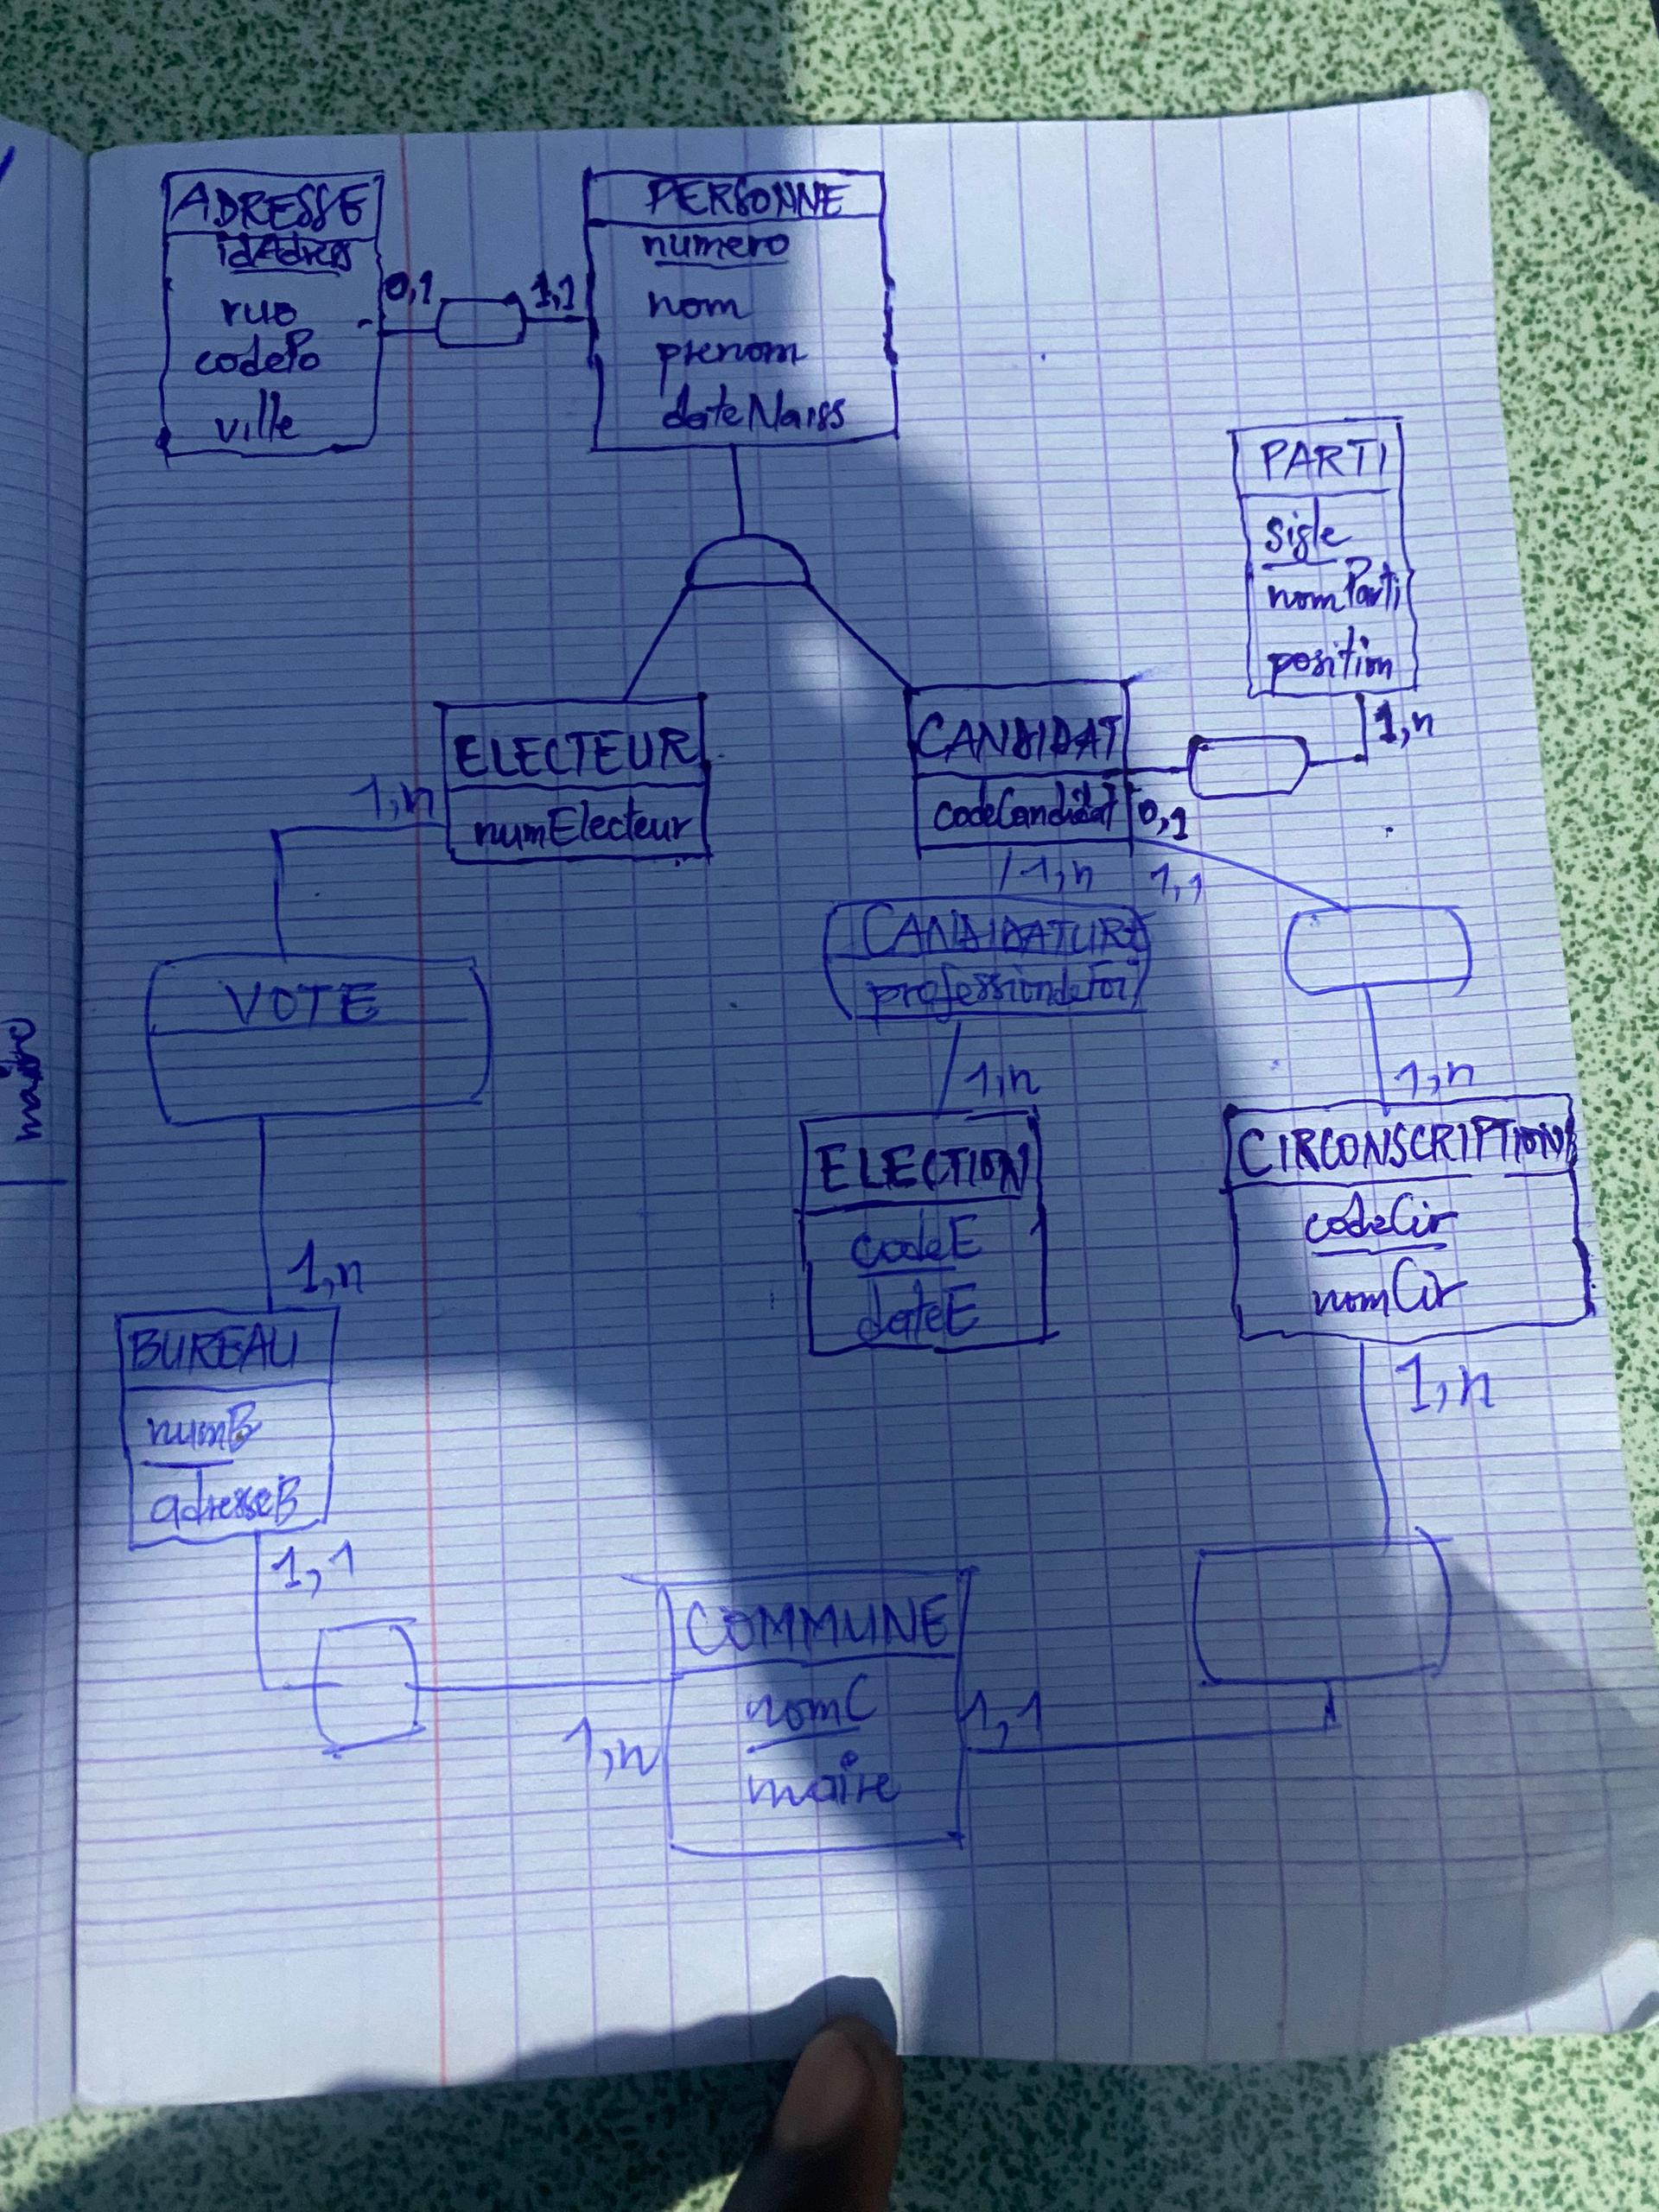 ADRESSE
idAdress
rue
codePo
ville
0,1
1,1
PERSONNE
numero
nom
prenom
dateNaiss
PARTI
sigle
nomParti
position
1,n
ELECTEUR
numElecteur
1,n
CANDIDAT
codeCandidat
0,1
1,n
1,1
CANDIDATURE
professiondeFoi
VOTE
1,n
1,n
ELECTION
codeE
dateE
CIRCONSCRIPTION
codeCir
nomCir
1,n
1,n
BUREAU
numB
adresseB
1,1
COMMUNE
nomC
maire
1,n
1,1
maire